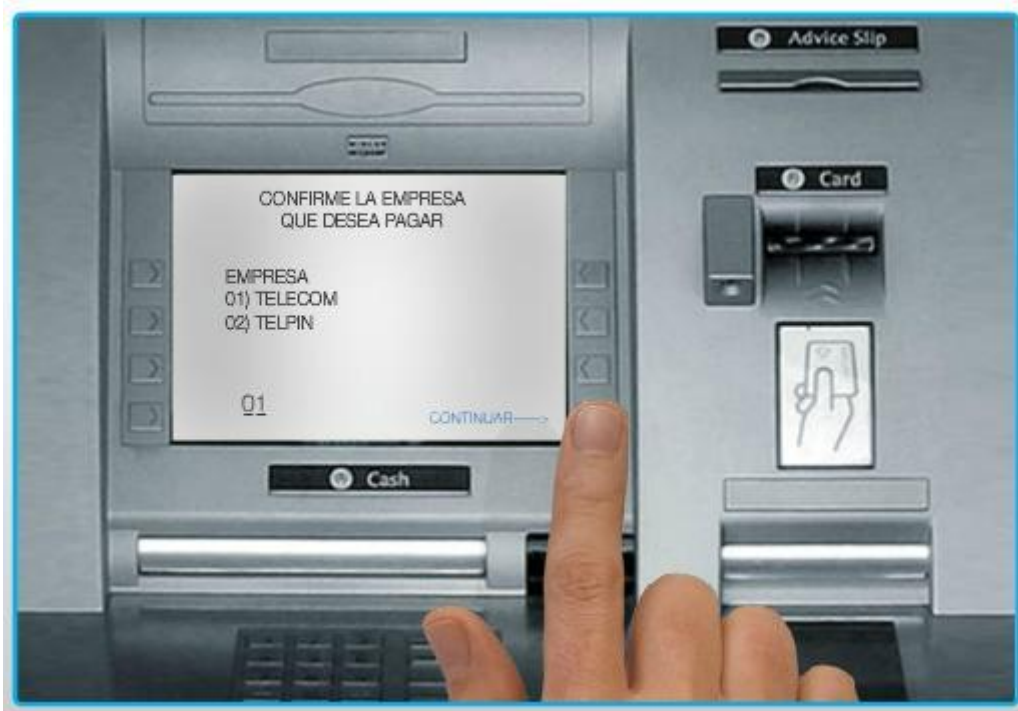 Advice Slip
Card
CONFIRME LA EMPRESA
QUE DESEA PAGAR
EMPRESA
01) TELECOM
02) TELPIN
01
CONTINUAR---->
Cash